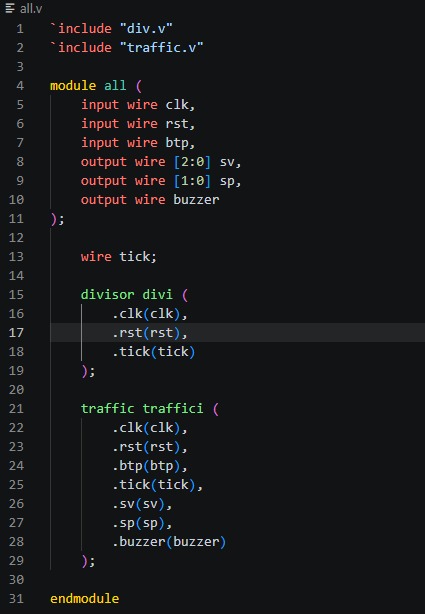 all.v
1 `include "div.v"
2 `include "traffic.v"
3
4 module all (
5     input wire clk,
6     input wire rst,
7     input wire btp,
8     output wire [2:0] sv,
9     output wire [1:0] sp,
10     output wire buzzer
11 );
12
13     wire tick;
14
15     divisor divi (
16         .clk(clk),
17         .rst(rst),
18         .tick(tick)
19     );
20
21     traffic traffici (
22         .clk(clk),
23         .rst(rst),
24         .btp(btp),
25         .tick(tick),
26         .sv(sv),
27         .sp(sp),
28         .buzzer(buzzer)
29     );
30
31 endmodule